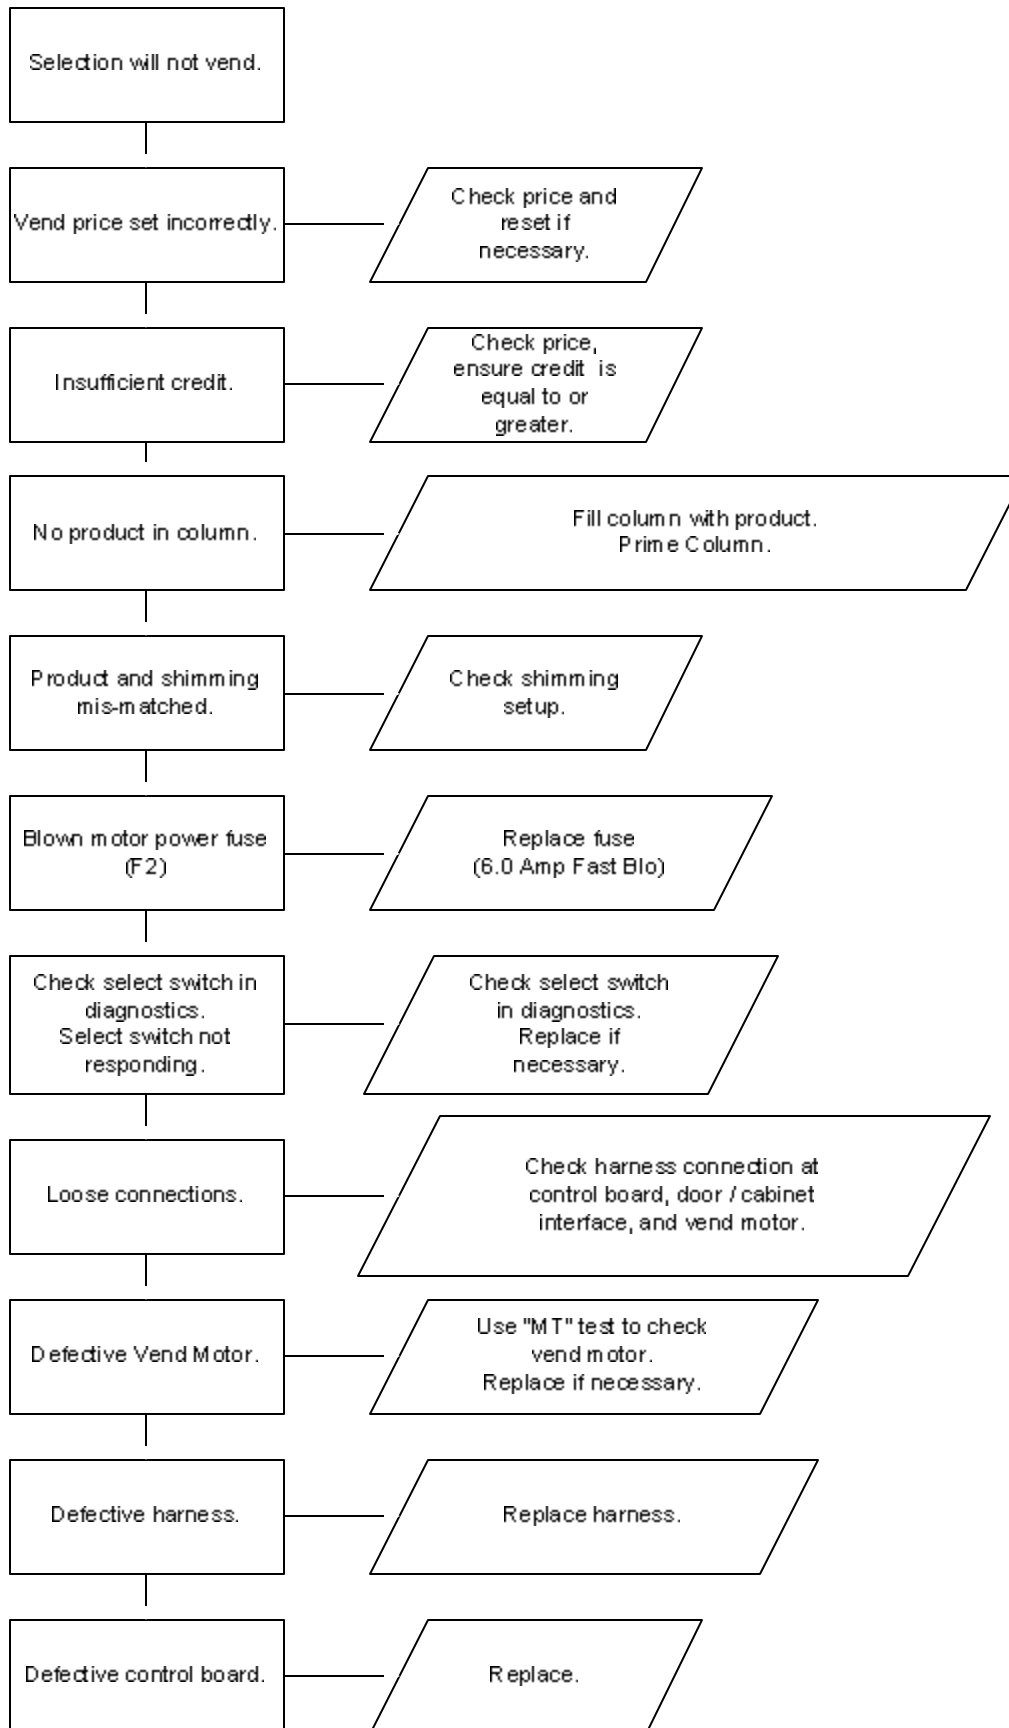 Selection will not vend.
Vend price set incorrectly.
Check price and
reset if
necessary.
Insufficient credit.
Check price,
ensure credit is
equal to or
greater.
No product in column.
Fill column with product.
Prime Column.
Product and shimming
mis-matched.
Check shimming
setup.
Blown motor power fuse
(F2)
Replace fuse
(6.0 Amp Fast Blo)
Check select switch in
diagnostics.
Select switch not
responding.
Check select switch
in diagnostics.
Replace if
necessary.
Loose connections.
Check harness connection at
control board, door / cabinet
interface, and vend motor.
Defective Vend Motor.
Use "MT" test to check
vend motor.
Replace if necessary.
Defective harness.
Replace harness.
Defective control board.
Replace.